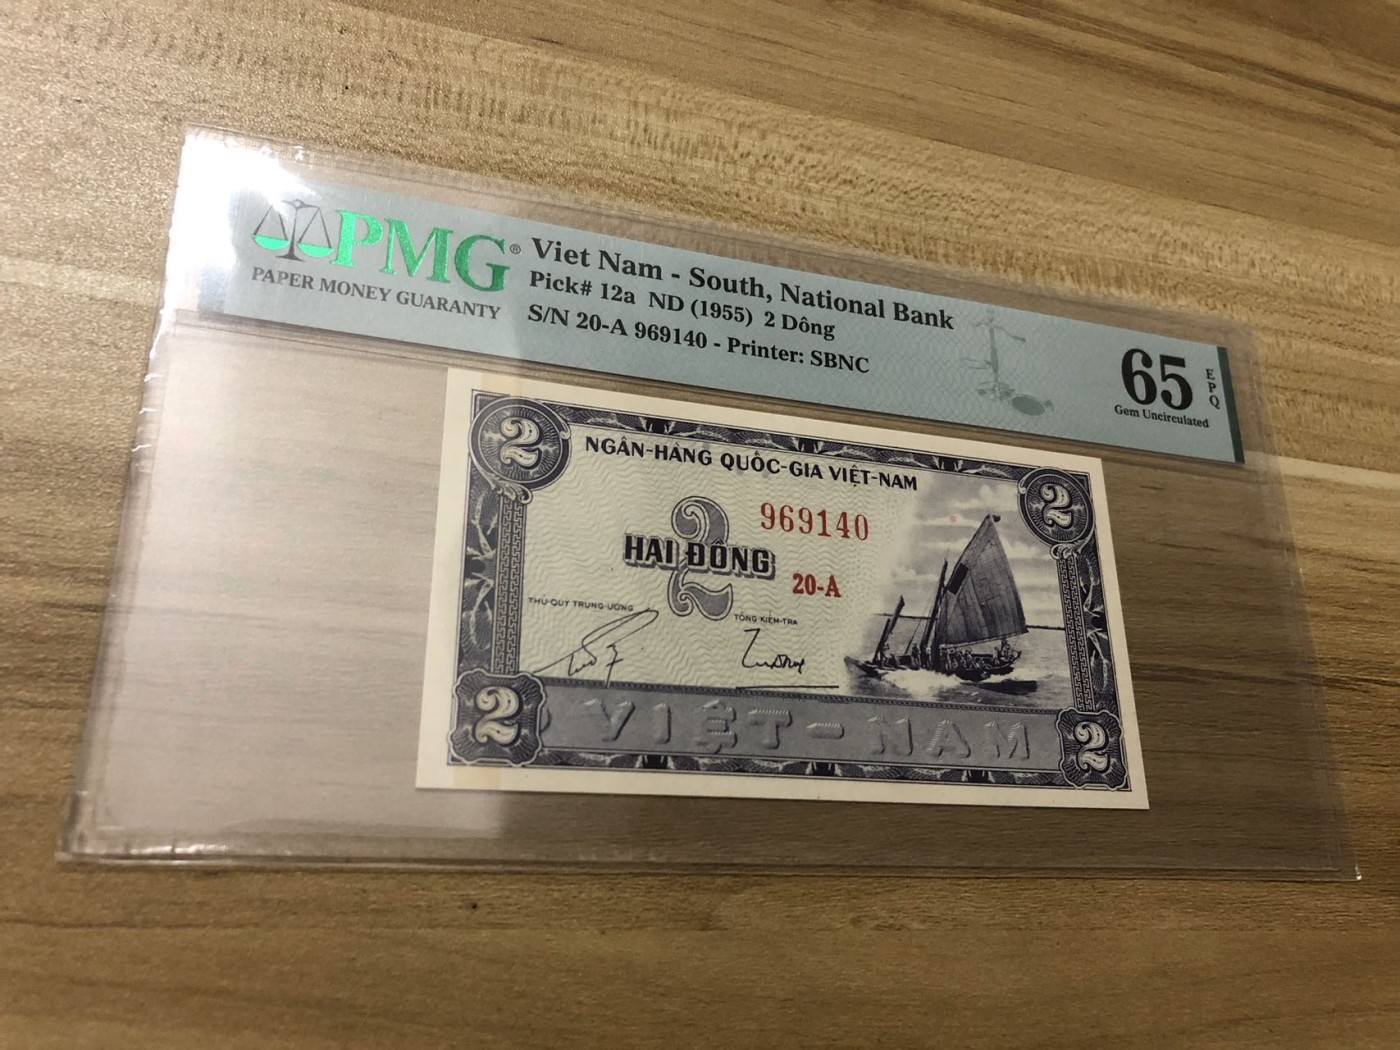 PMG®
PAPER MONEY GUARANTY
Viet Nam - South, National Bank
Pick# 12a ND (1955) 2 Dông
S/N 20-A 969140 - Printer: SBNC
65
EPQ
Gem Uncirculated
2
2
NGÂN-HÀNG QUỐC-GIA VIỆT-NAM
969140
2
HAI ĐỒNG
20-A
THỦ-QUỸ TRUNG-ƯƠNG
TỔNG KIỂM-TRA
2
VIỆT-NAM
2